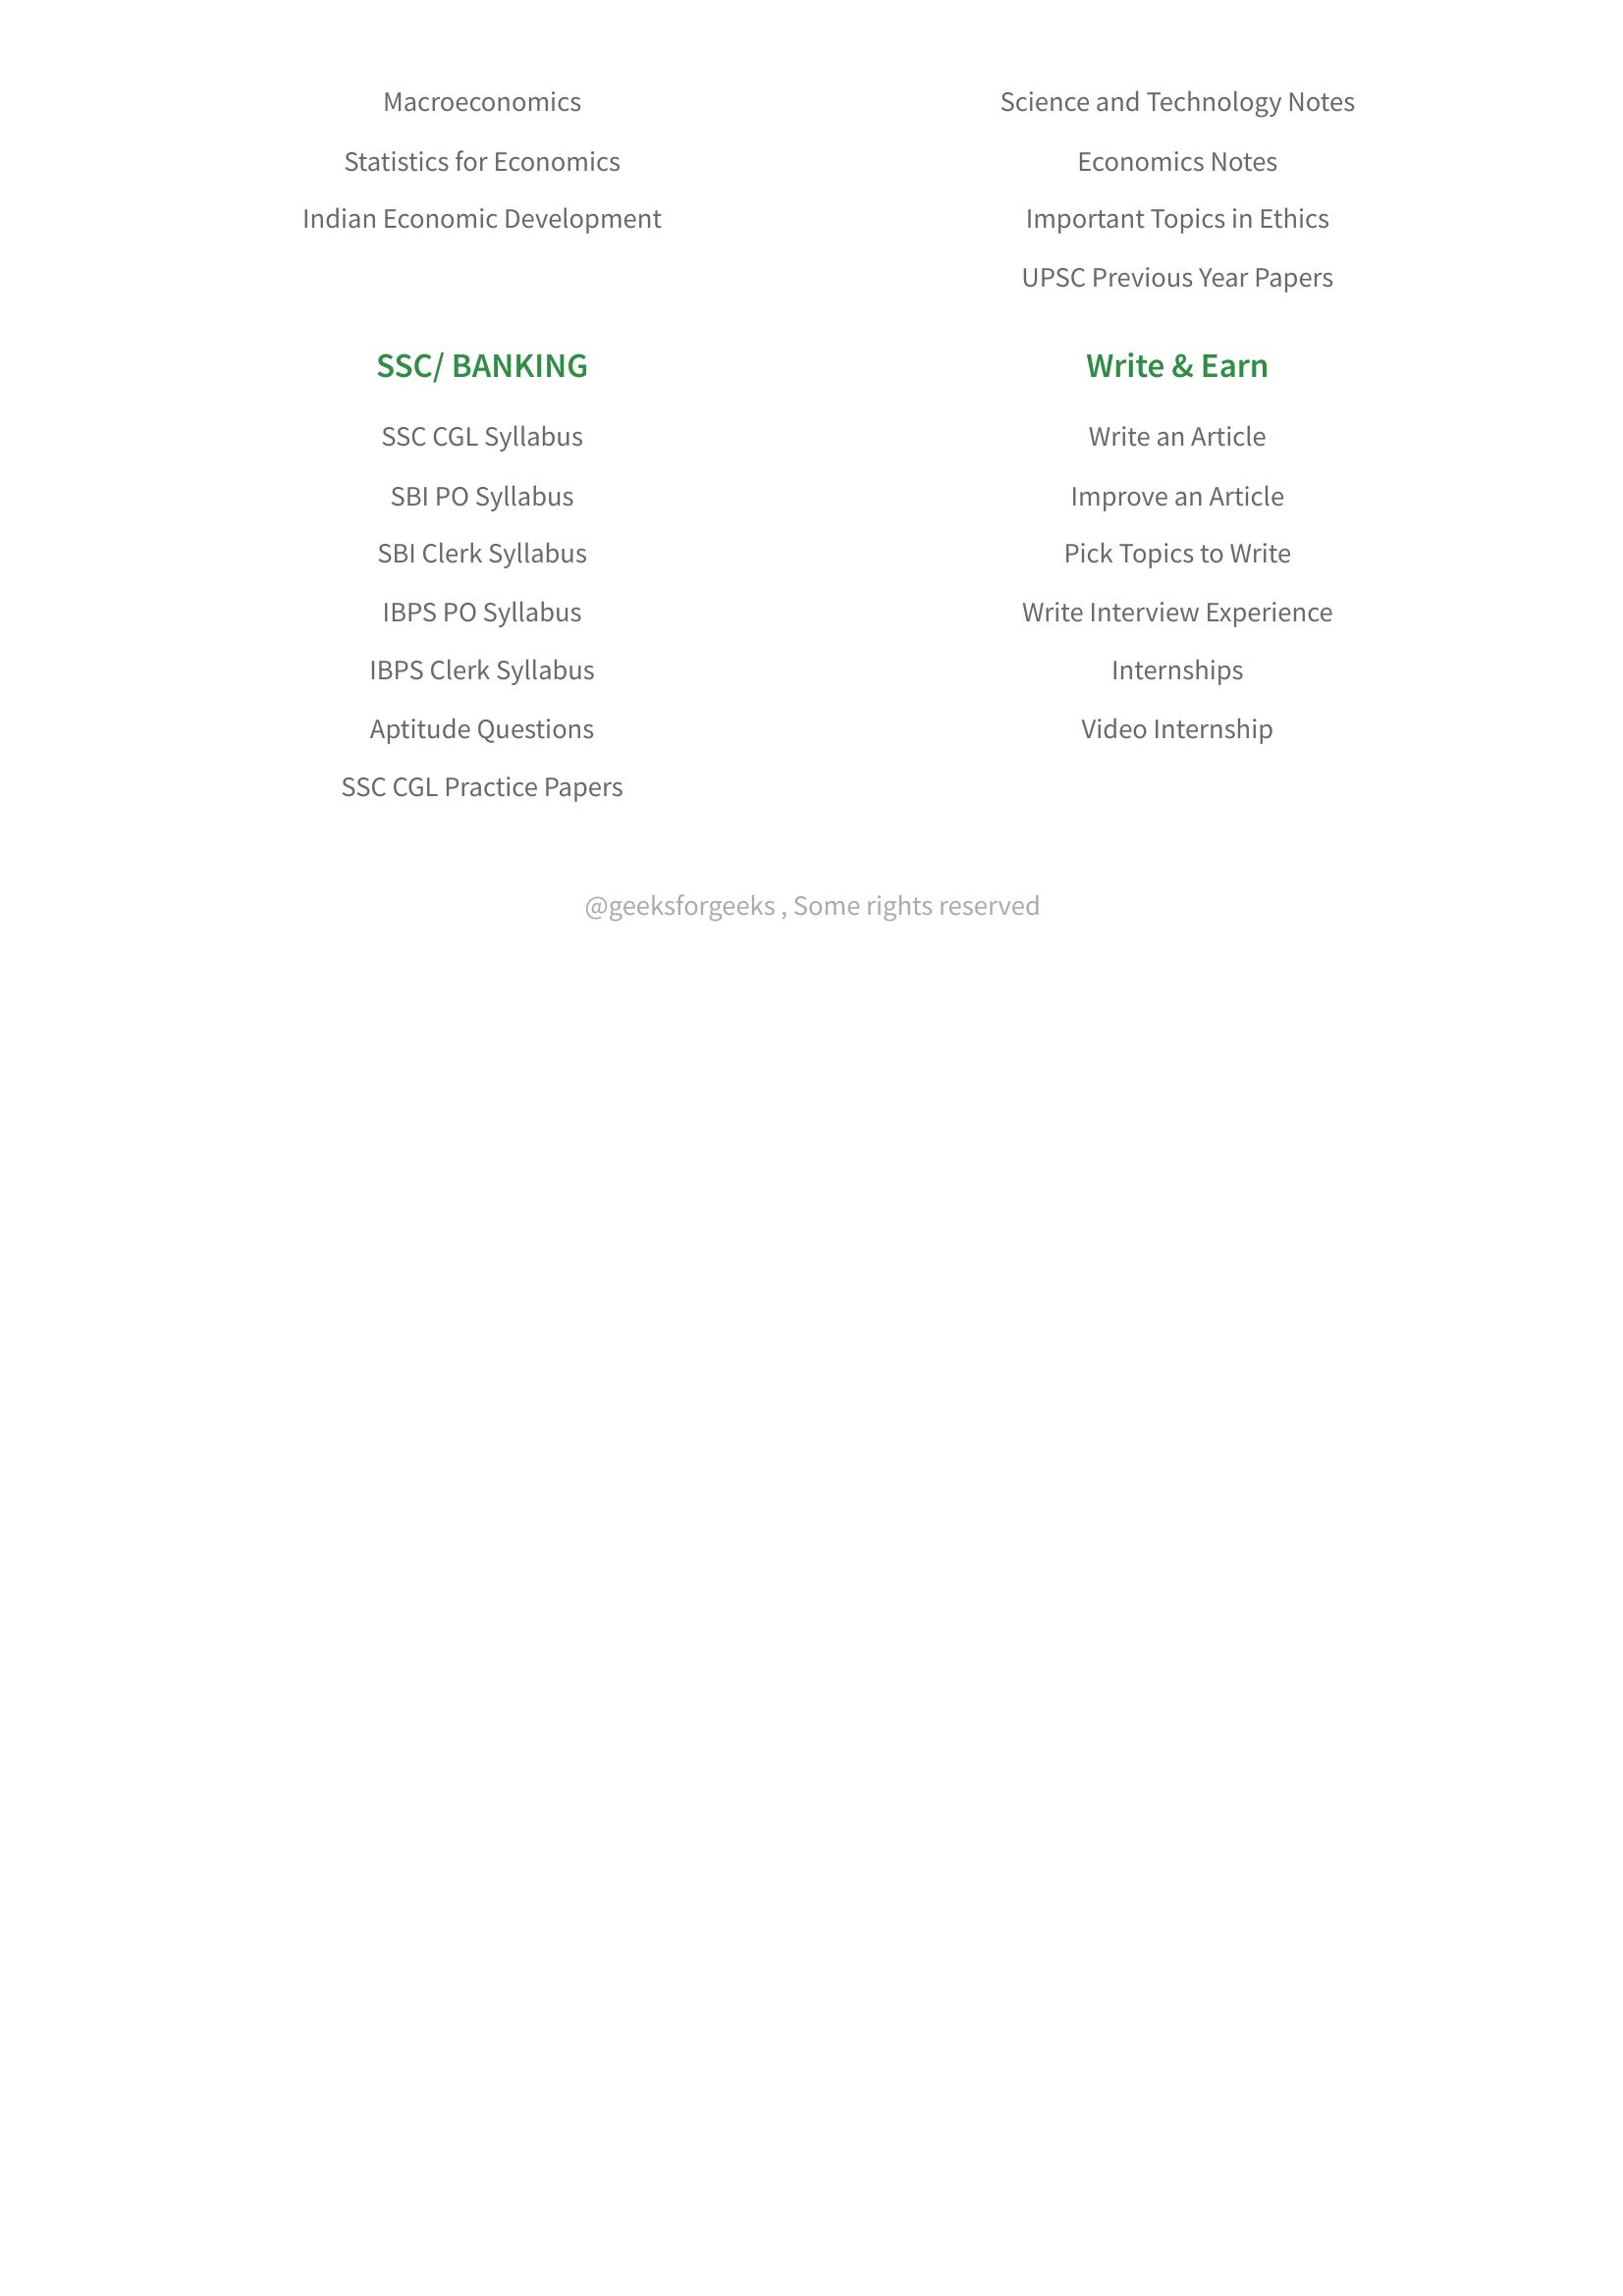 Macroeconomics
Statistics for Economics
Indian Economic Development
Science and Technology Notes
Economics Notes
Important Topics in Ethics
UPSC Previous Year Papers
SSC/ BANKING
SSC CGL Syllabus
SBI PO Syllabus
SBI Clerk Syllabus
IBPS PO Syllabus
IBPS Clerk Syllabus
Aptitude Questions
SSC CGL Practice Papers
Write & Earn
Write an Article
Improve an Article
Pick Topics to Write
Write Interview Experience
Internships
Video Internship
@geeksforgeeks , Some rights reserved